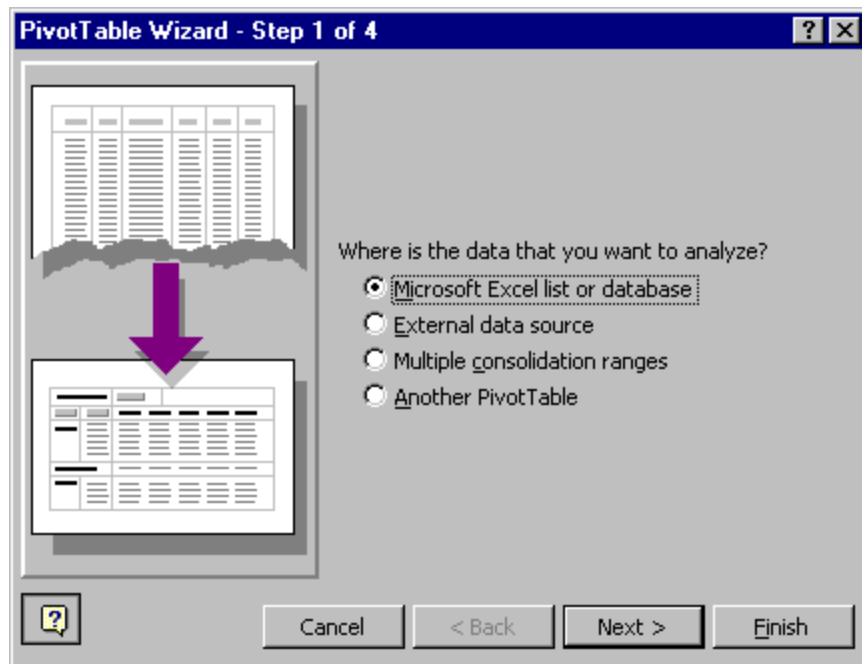 PivotTable Wizard - Step 1 of 4
Where is the data that you want to analyze?
Microsoft Excel list or database
External data source
Multiple consolidation ranges
Another PivotTable
Cancel
< Back
Next >
Finish